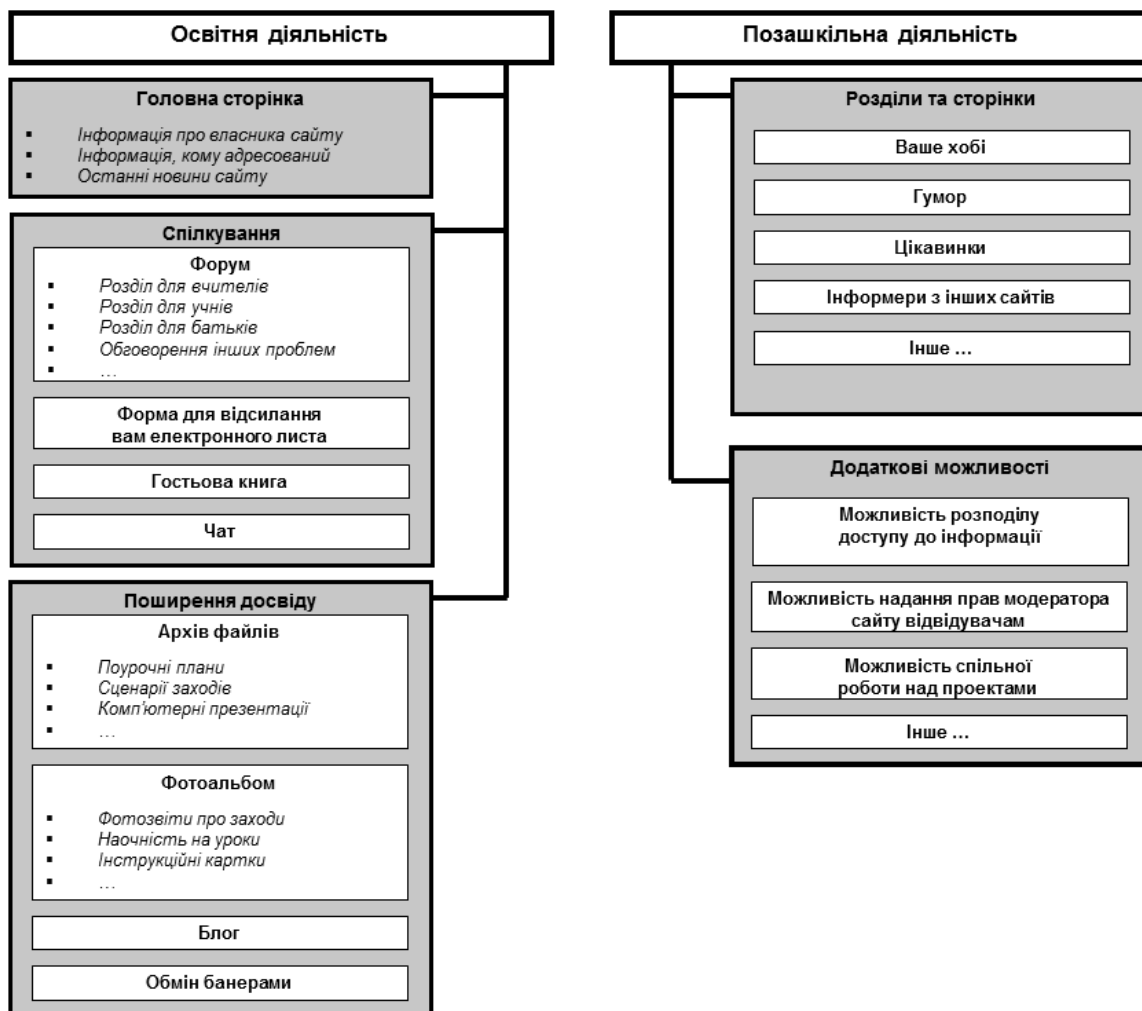 Освітня діяльність
Головна сторінка
▪ Інформація про власника сайту
▪ Інформація, кому адресований
▪ Останні новини сайту
Спілкування
Форум
▪ Розділ для вчителів
▪ Розділ для учнів
▪ Розділ для батьків
▪ Обговорення інших проблем
▪ …
Форма для відсилання
вам електронного листа
Гостьова книга
Чат
Поширення досвіду
Архів файлів
▪ Поурочні плани
▪ Сценарії заходів
▪ Комп'ютерні презентації
▪ …
Фотоальбом
▪ Фотозвіти про заходи
▪ Наочність на уроки
▪ Інструкційні картки
▪ …
Блог
Обмін банерами
Позашкільна діяльність
Розділи та сторінки
Ваше хобі
Гумор
Цікавинки
Інформери з інших сайтів
Інше …
Додаткові можливості
Можливість розподілу
доступу до інформації
Можливість надання прав модератора
сайту відвідувачам
Можливість спільної
роботи над проектами
Інше …